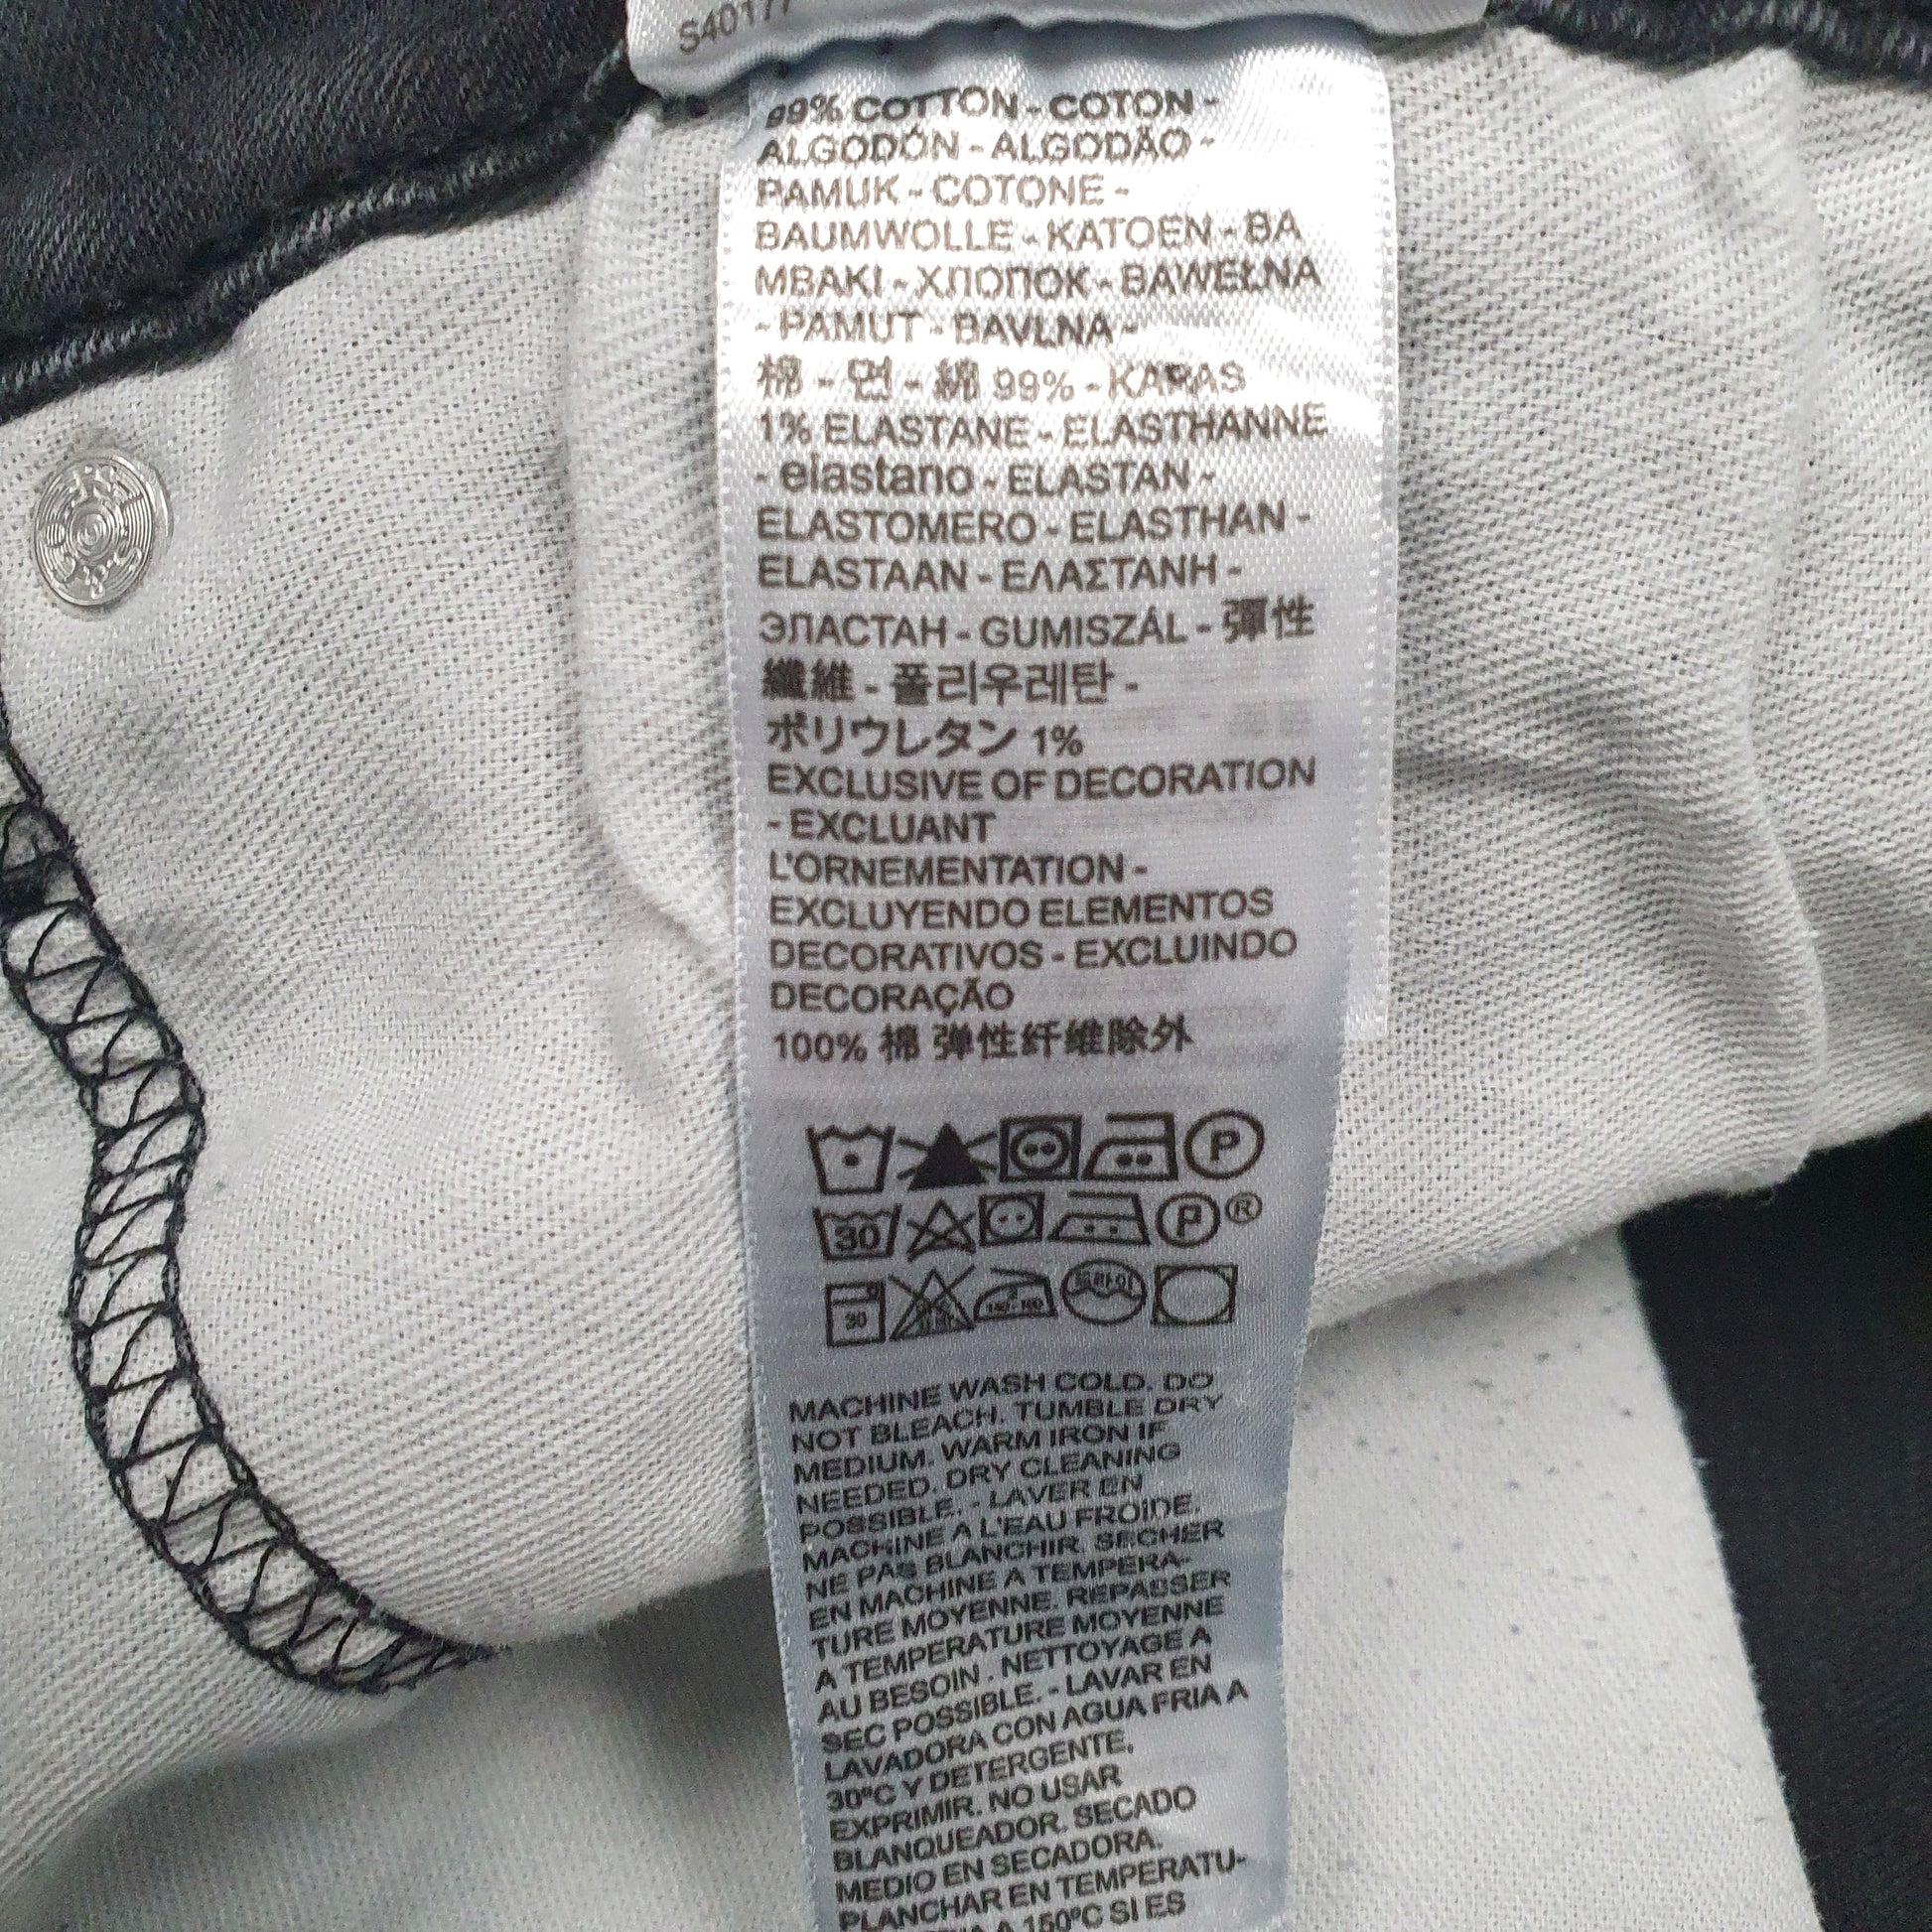 S40177
99% COTTON - COTON -
ALGODÓN - ALGODÃO -
PAMUK - COTONE -
BAUMWOLLE - KATOEN - BA
MBAKI - ХЛОПОК - BAWEŁNA
- PAMUT - BAVLNA -
棉 - 면 - 綿 99% - KAPAS
1% ELASTANE - ELASTHANNE
- elastano - ELASTAN -
ELASTOMERO - ELASTHAN -
ELASTAAN - ΕΛΑΣΤΑΝΗ -
ЭЛАСТАН - GUMISZÁL - 彈性
纖維 - 폴리우레탄 -
ポリウレタン 1%
EXCLUSIVE OF DECORATION
- EXCLUANT
L'ORNEMENTATION -
EXCLUYENDO ELEMENTOS
DECORATIVOS - EXCLUINDO
DECORAÇÃO
100% 棉 弹性纤维除外
P
30 P ®
30
MACHINE WASH COLD. DO
NOT BLEACH. TUMBLE DRY
MEDIUM. WARM IRON IF
NEEDED. DRY CLEANING
POSSIBLE. - LAVER EN
MACHINE A L'EAU FROIDE.
NE PAS BLANCHIR. SECHER
EN MACHINE A TEMPERA-
TURE MOYENNE. REPASSER
A TEMPERATURE MOYENNE
AU BESOIN . NETTOYAGE A
SEC POSSIBLE. - LAVAR EN
LAVADORA CON AGUA FRIA A
30ºC Y DETERGENTE,
EXPRIMIR. NO USAR
BLANQUEADOR. SECADO
MEDIO EN SECADORA.
PLANCHAR EN TEMPERATU-
A 150ºC SI ES